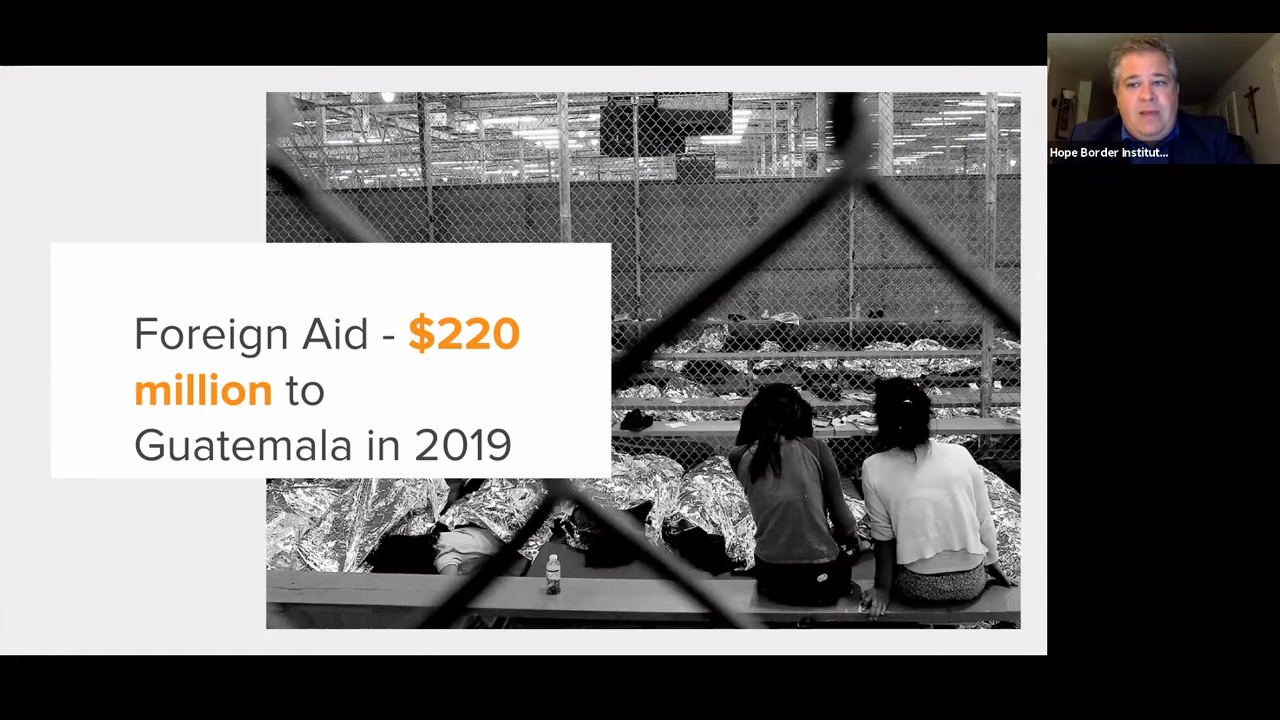 Foreign Aid - $220
million to
Guatemala in 2019
Hope Border Institut...